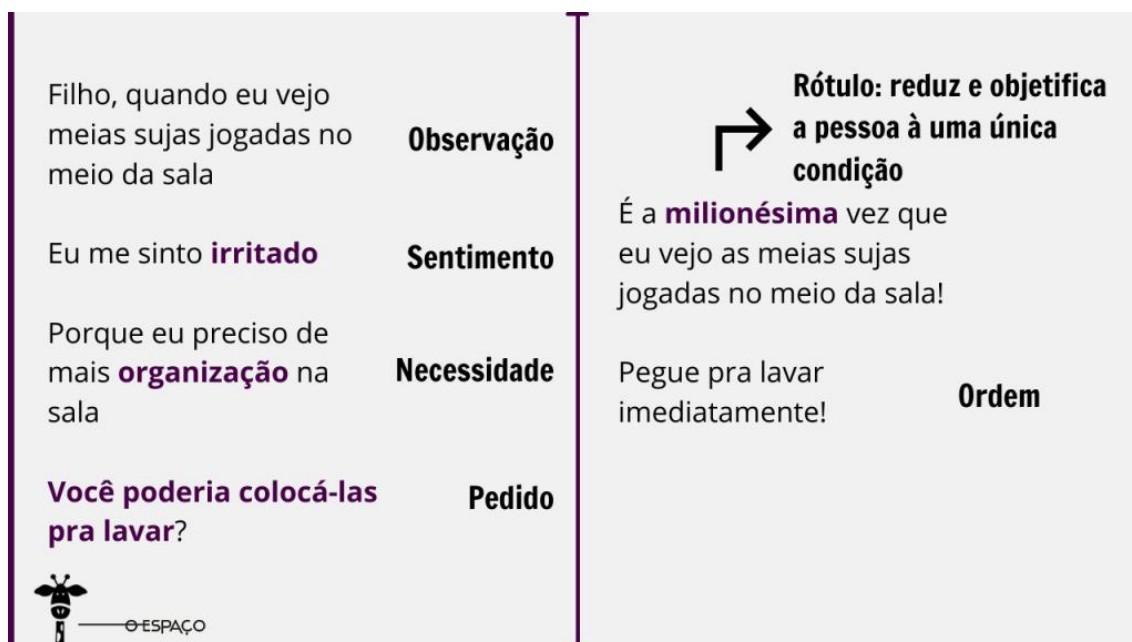 Filho, quando eu vejo
meias sujas jogadas no
meio da sala
Observação
Eu me sinto irritado
Sentimento
Porque eu preciso de
mais organização na
sala
Necessidade
Você poderia colocá-las
pra lavar?
Pedido
O ESPAÇO
Rótulo: reduz e objetifica
a pessoa à uma única
condição
É a milionésima vez que
eu vejo as meias sujas
jogadas no meio da sala!
Pegue pra lavar
imediatamente!
Ordem